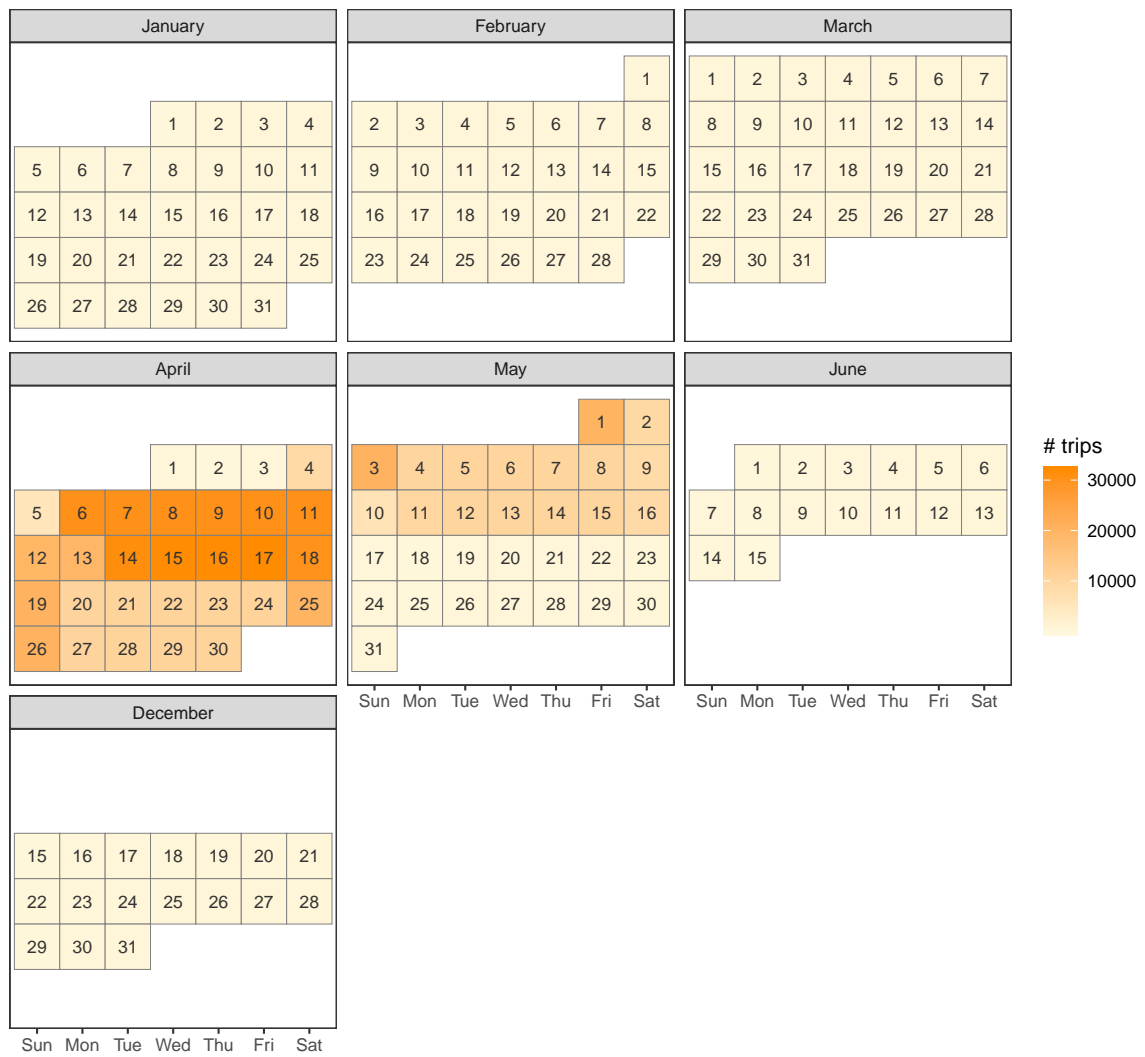 January February March
1 1 2 3 4 5 6 7
1 2 3 4 2 3 4 5 6 7 8 8 9 10 11 12 13 14
5 6 7 8 9 10 11 9 10 11 12 13 14 15 15 16 17 18 19 20 21
12 13 14 15 16 17 18 16 17 18 19 20 21 22 22 23 24 25 26 27 28
19 20 21 22 23 24 25 23 24 25 26 27 28 29 30 31
26 27 28 29 30 31
April May June
1 2
1 2 3 4 3 4 5 6 7 8 9 1 2 3 4 5 6
5 6 7 8 9 10 11 10 11 12 13 14 15 16 7 8 9 10 11 12 13
12 13 14 15 16 17 18 17 18 19 20 21 22 23 14 15
19 20 21 22 23 24 25 24 25 26 27 28 29 30
26 27 28 29 30 31
Sun Mon Tue Wed Thu Fri Sat Sun Mon Tue Wed Thu Fri Sat
December
15 16 17 18 19 20 21
22 23 24 25 26 27 28
29 30 31
Sun Mon Tue Wed Thu Fri Sat
# trips
30000
20000
10000